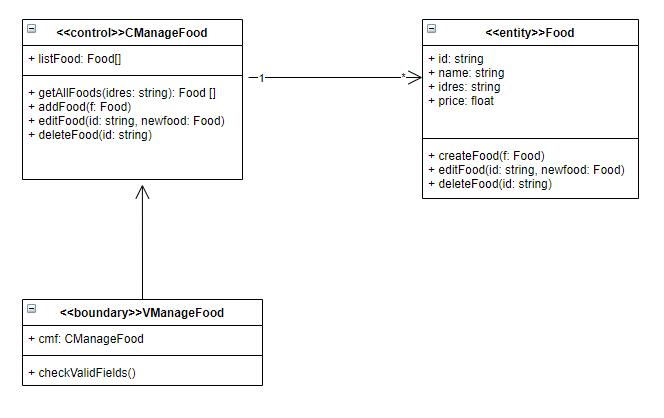 <<control>>CManageFood
+ listFood: Food[]
+ getAllFoods(idres: string): Food []
+ addFood(f: Food)
+ editFood(id: string, newfood: Food)
+ deleteFood(id: string)
1
*
<<entity>>Food
+ id: string
+ name: string
+ idres: string
+ price: float
+ createFood(f: Food)
+ editFood(id: string, newfood: Food)
+ deleteFood(id: string)
<<boundary>>VManageFood
+ cmf: CManageFood
+ checkValidFields()